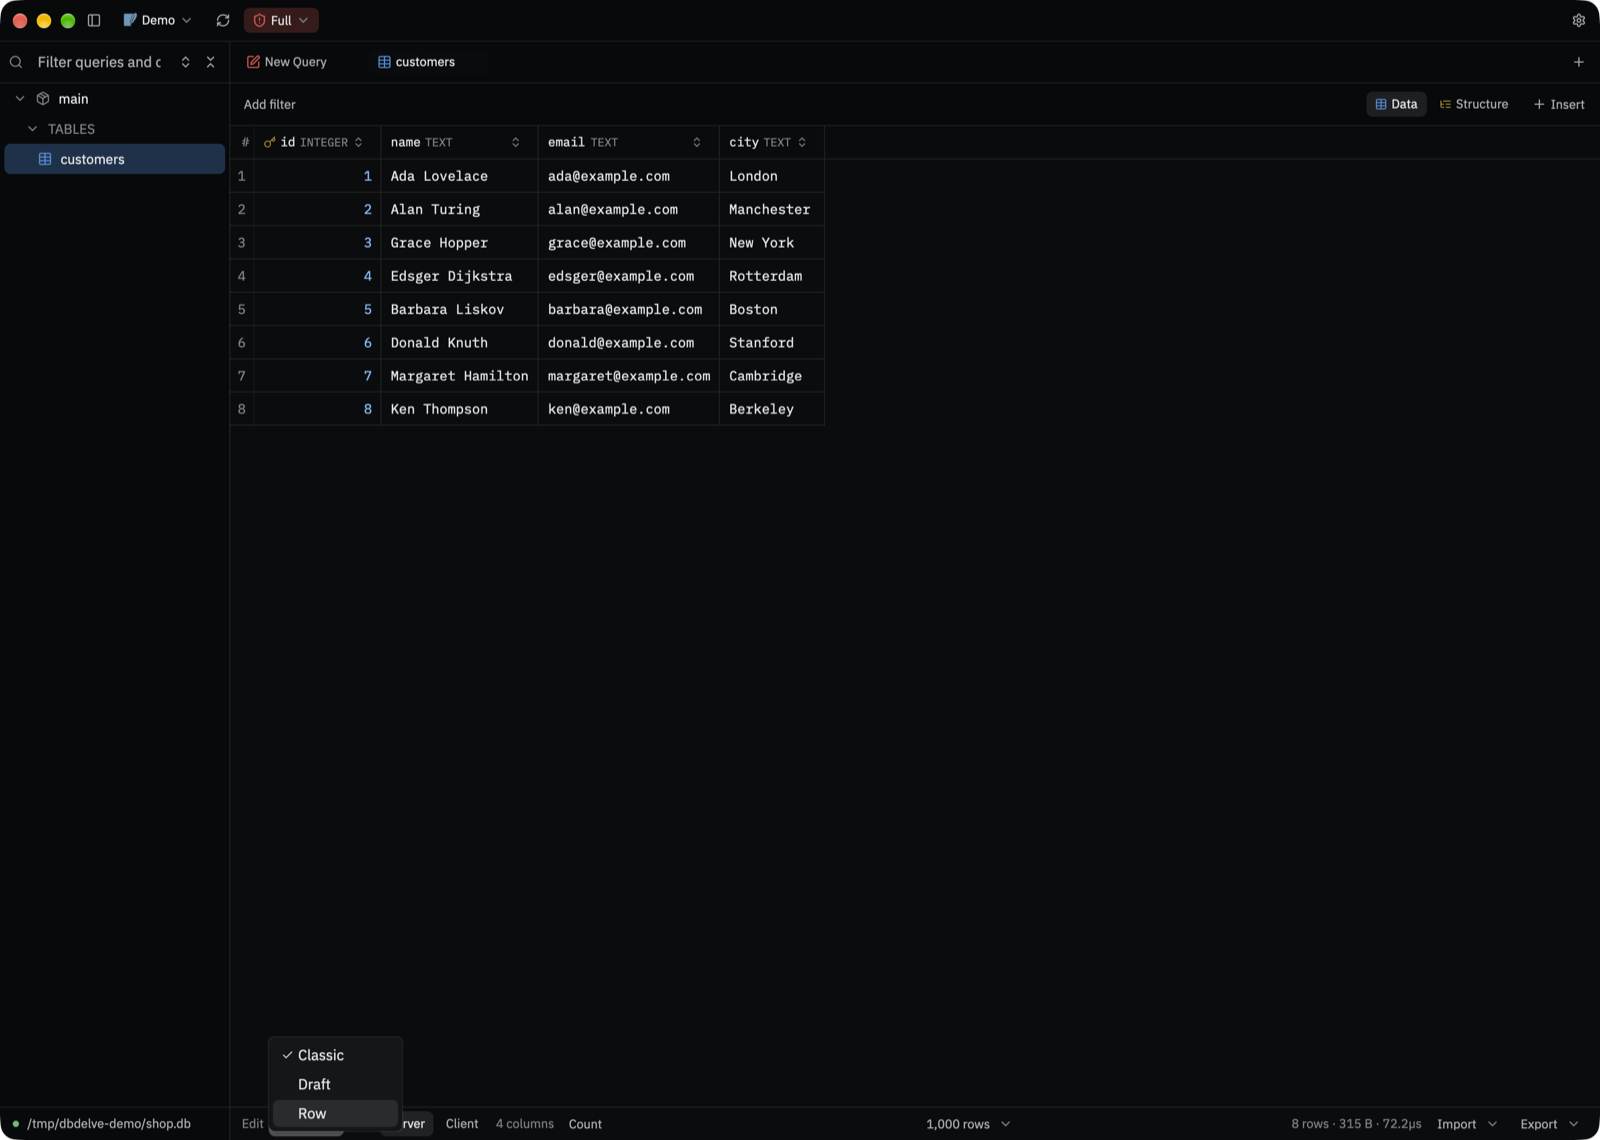 Demo
Full
Filter queries and c
New Query
customers
main
TABLES
customers
Add filter
Data
Structure
Insert
# id INTEGER name TEXT email TEXT city TEXT
1 1 Ada Lovelace ada@example.com London
2 2 Alan Turing alan@example.com Manchester
3 3 Grace Hopper grace@example.com New York
4 4 Edsger Dijkstra edsger@example.com Rotterdam
5 5 Barbara Liskov barbara@example.com Boston
6 6 Donald Knuth donald@example.com Stanford
7 7 Margaret Hamilton margaret@example.com Cambridge
8 8 Ken Thompson ken@example.com Berkeley
Classic
Draft
Row
/tmp/dbdelve-demo/shop.db
Edit
rver
Client
4 columns
Count
1,000 rows
8 rows · 315 B · 72.2µs
Import
Export